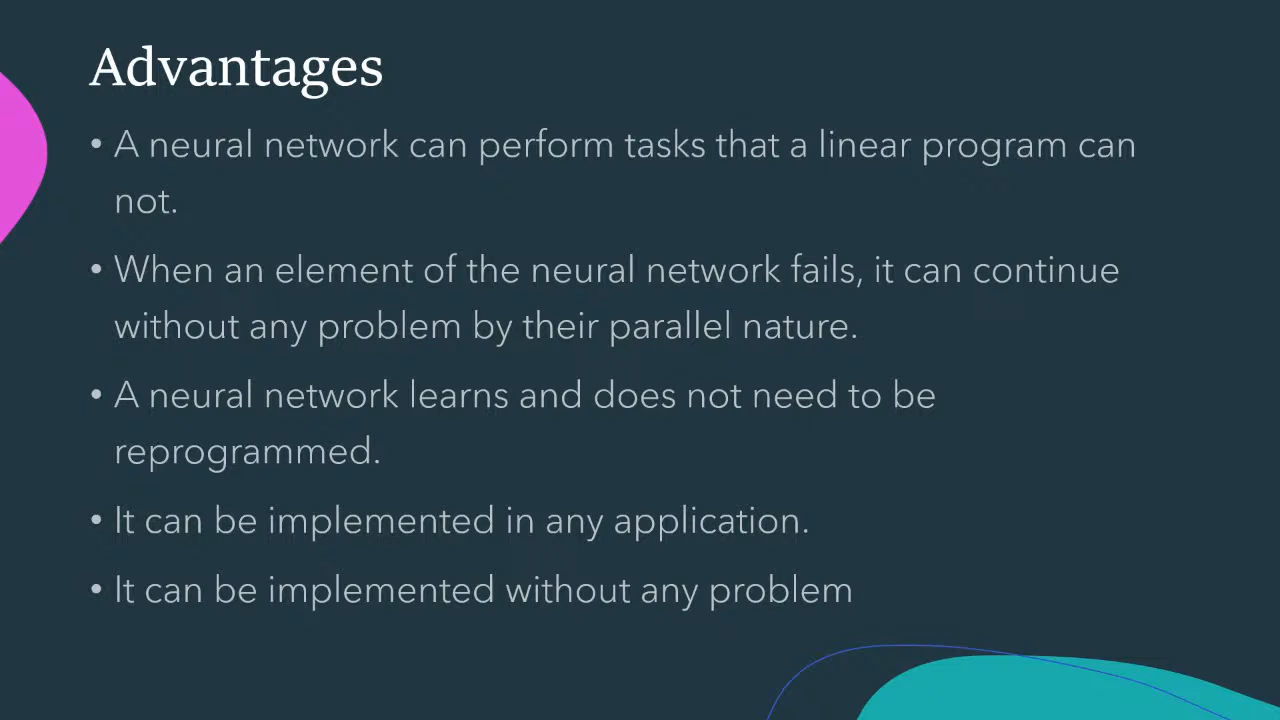 Advantages
• A neural network can perform tasks that a linear program can
not.
• When an element of the neural network fails, it can continue
without any problem by their parallel nature.
• A neural network learns and does not need to be
reprogrammed.
• It can be implemented in any application.
• It can be implemented without any problem